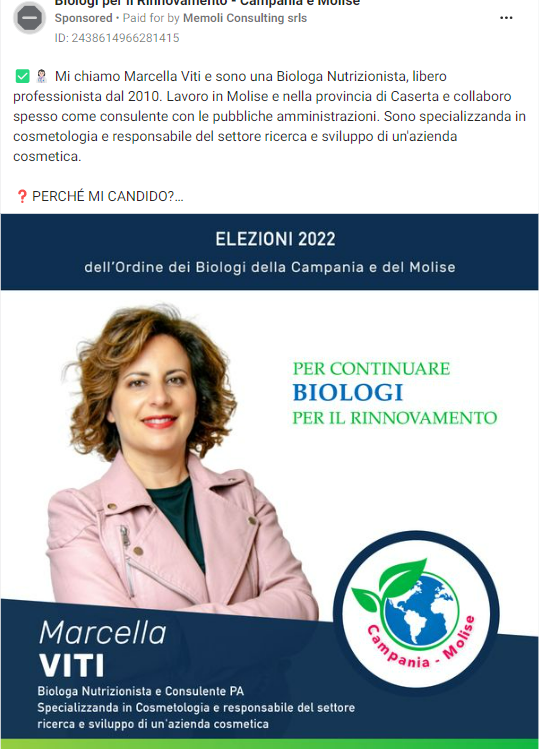 Biologi per il Rinnovamento - Campania e Molise
Sponsored • Paid for by Memoli Consulting srls
ID: 2438614966281415
Mi chiamo Marcella Viti e sono una Biologa Nutrizionista, libero
professionista dal 2010. Lavoro in Molise e nella provincia di Caserta e collaboro
spesso come consulente con le pubbliche amministrazioni. Sono specializzanda in
cosmetologia e responsabile del settore ricerca e sviluppo di un'azienda
cosmetica.
❓ PERCHÉ MI CANDIDO?...
ELEZIONI 2022
dell'Ordine dei Biologi della Campania e del Molise
PER CONTINUARE
BIOLOGI
PER IL RINNOVAMENTO
Campania - Molise
Marcella
VITI
Biologa Nutrizionista e Consulente PA
Specializzanda in Cosmetologia e responsabile del settore
ricerca e sviluppo di un'azienda cosmetica